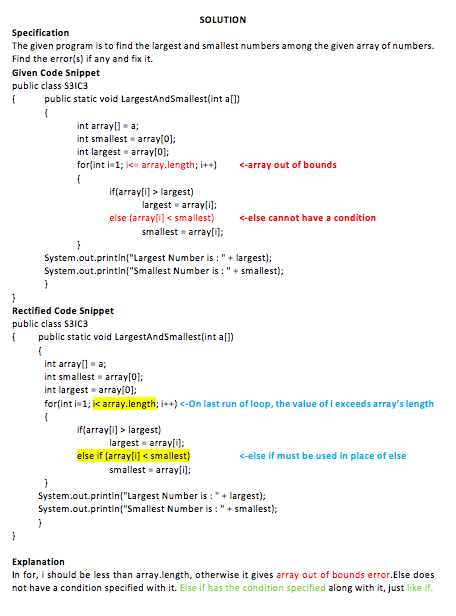 SOLUTION
Specification
The given program is to find the largest and smallest numbers among the given array of numbers.
Find the error(s) if any and fix it.
Given Code Snippet
public class S3IC3
{ public static void LargestAndSmallest(int a[])
{
int array[] = a;
int smallest = array[0];
int largest = array[0];
for(int i=1; i<= array.length; i++) <-array out of bounds
{
if(array[i] > largest)
largest = array[i];
else (array[i] < smallest) <-else cannot have a condition
smallest = array[i];
}
System.out.println("Largest Number is : " + largest);
System.out.println("Smallest Number is : " + smallest);
}
}
Rectified Code Snippet
public class S3IC3
{ public static void LargestAndSmallest(int a[])
{
int array[] = a;
int smallest = array[0];
int largest = array[0];
for(int i=1; i< array.length; i++) <-On last run of loop, the value of i exceeds array's length
{
if(array[i] > largest)
largest = array[i];
else if (array[i] < smallest) <-else if must be used in place of else
smallest = array[i];
}
System.out.println("Largest Number is : " + largest);
System.out.println("Smallest Number is : " + smallest);
}
}
Explanation
In for, i should be less than array.length, otherwise it gives array out of bounds error.Else does
not have a condition specified with it. Else if has the condition specified along with it, just like if.